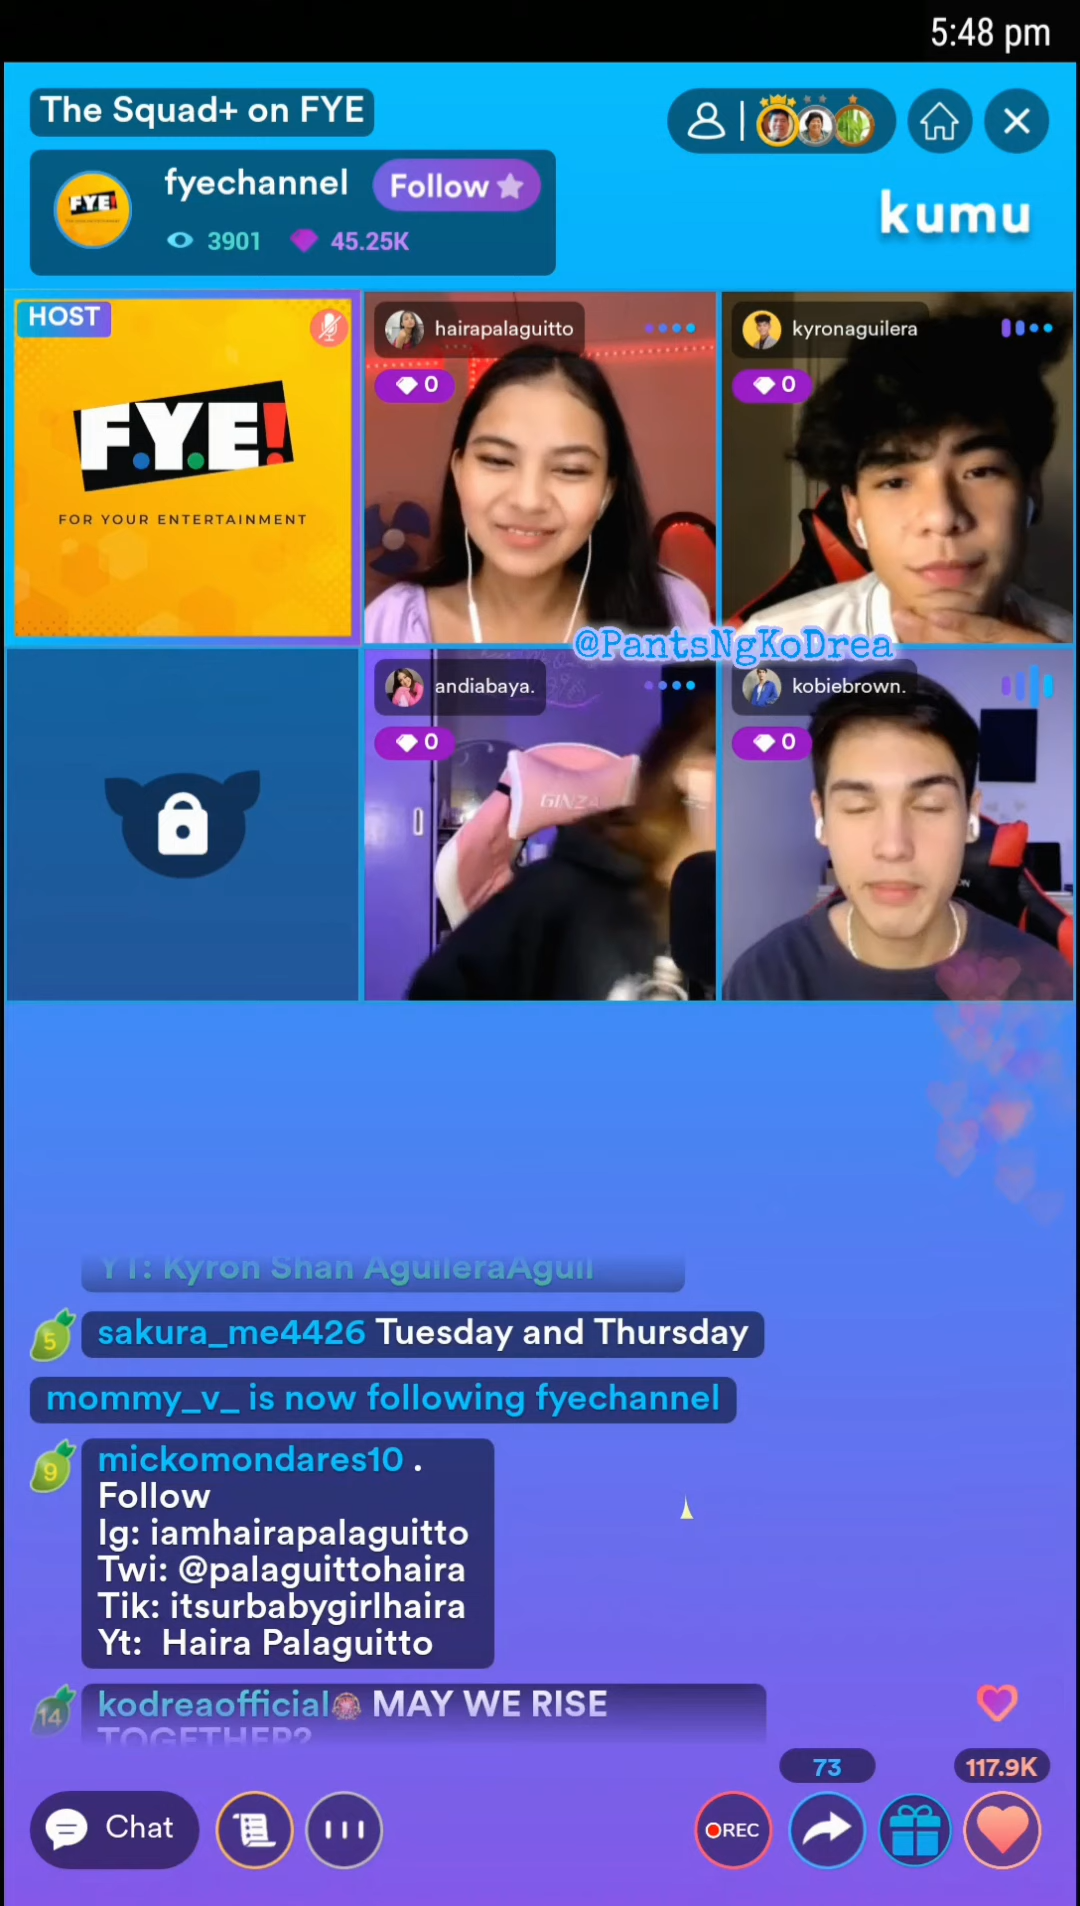 5:48 pm
The Squad+ on FYE
fyechannel
Follow
3901
45.25K
kumu
HOST
F.Y.E!
FOR YOUR ENTERTAINMENT
hairapalaguitto
0
kyronaguilera
0
@PantsNgKoDrea
andiabaya.
0
GINZA
kobiebrown.
0
YT: Kyron Shan AguileraAguil
5
sakura_me4426 Tuesday and Thursday
mommy_v_ is now following fyechannel
9
mickomondares10 .
Follow
Ig: iamhairapalaguitto
Twi: @palaguittohaira
Tik: itsurbabygirlhaira
Yt:  Haira Palaguitto
14
kodreaofficial MAY WE RISE
TOGETHER?
73
117.9K
Chat
REC